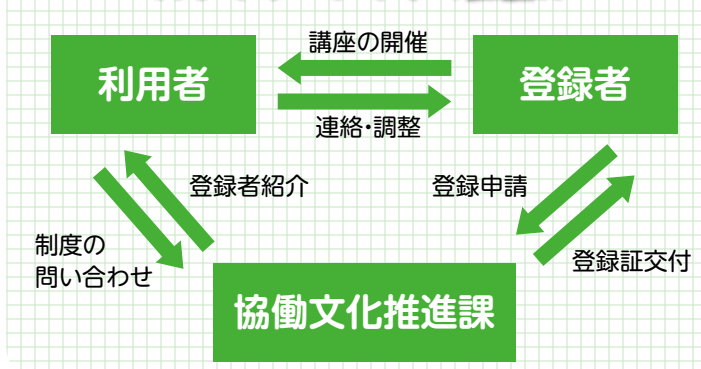 講座の開催
利用者
登録者
連絡・調整
登録者紹介
登録申請
制度の
問い合わせ
登録証交付
協働文化推進課